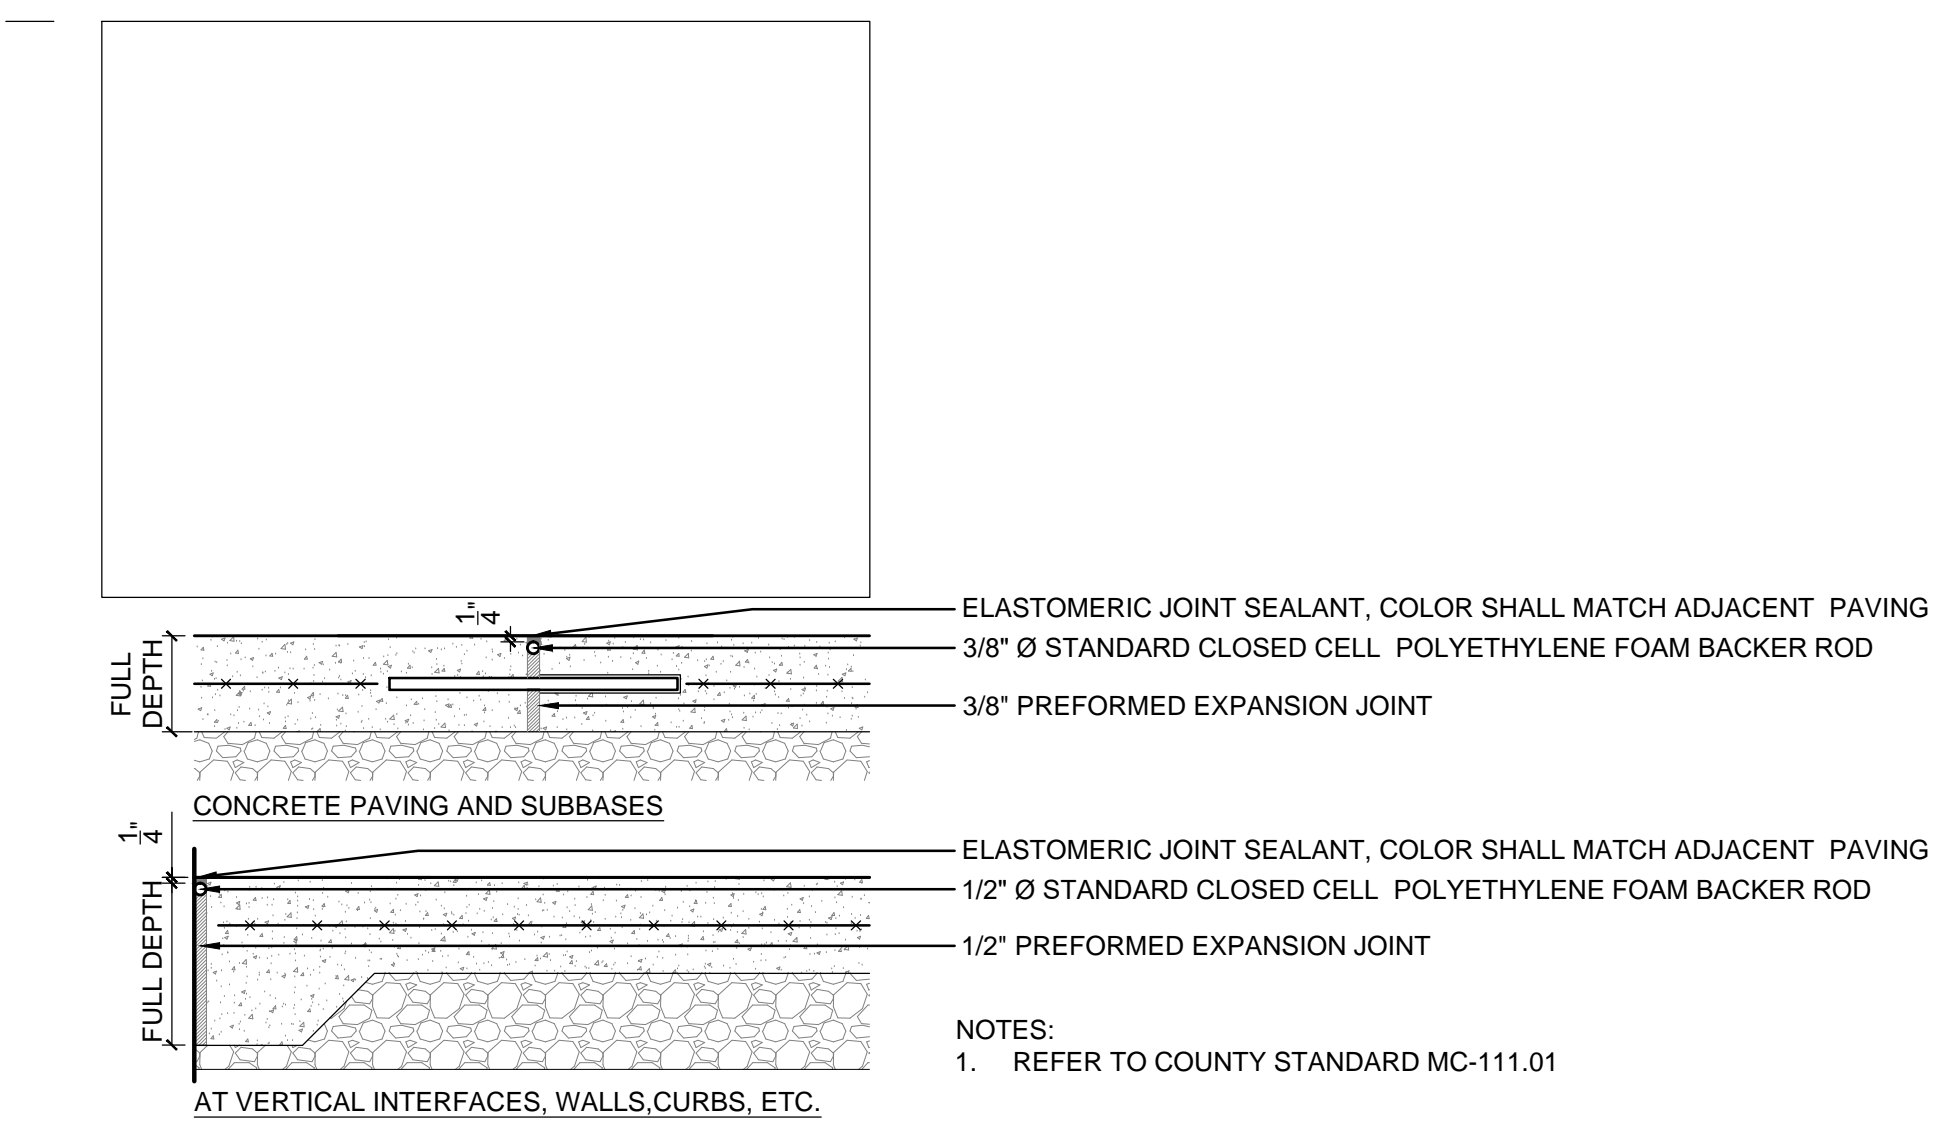 1"
4
FULL
DEPTH
ELASTOMERIC JOINT SEALANT, COLOR SHALL MATCH ADJACENT PAVING
3/8" Ø STANDARD CLOSED CELL POLYETHYLENE FOAM BACKER ROD
3/8" PREFORMED EXPANSION JOINT
CONCRETE PAVING AND SUBBASES
1"
4
FULL DEPTH
ELASTOMERIC JOINT SEALANT, COLOR SHALL MATCH ADJACENT PAVING
1/2" Ø STANDARD CLOSED CELL POLYETHYLENE FOAM BACKER ROD
1/2" PREFORMED EXPANSION JOINT
NOTES:
1. REFER TO COUNTY STANDARD MC-111.01
AT VERTICAL INTERFACES, WALLS,CURBS, ETC.